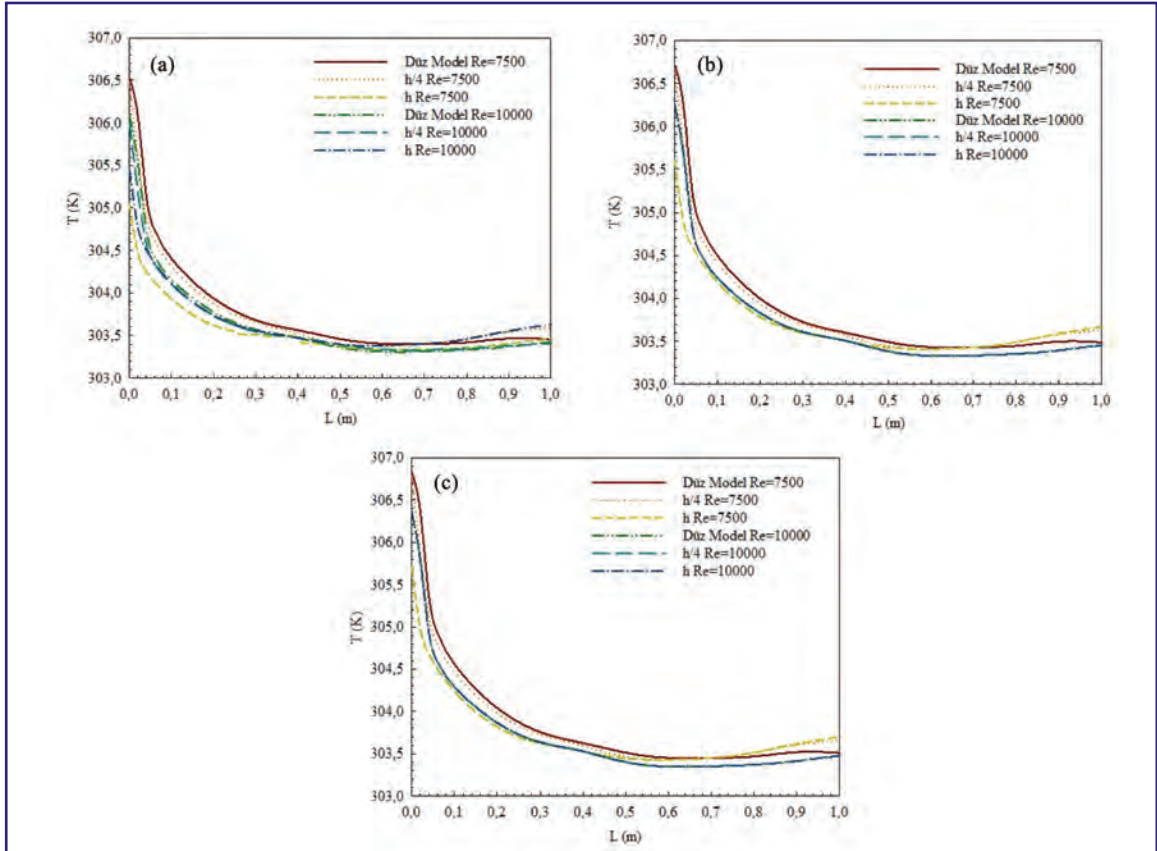 (a)
Düz Model Re=7500
h/4 Re=7500
h Re=7500
Düz Model Re=10000
h/4 Re=10000
h Re=10000
307,0
306,5
306,0
305,5
305,0
304,5
304,0
303,5
303,0
T (K)
0,0 0,1 0,2 0,3 0,4 0,5 0,6 0,7 0,8 0,9 1,0
L (m)
(b)
Düz Model Re=7500
h/4 Re=7500
h Re=7500
Düz Model Re=10000
h/4 Re=10000
h Re=10000
307,0
306,5
306,0
305,5
305,0
304,5
304,0
303,5
303,0
T (K)
0,0 0,1 0,2 0,3 0,4 0,5 0,6 0,7 0,8 0,9 1,0
L (m)
(c)
Düz Model Re=7500
h/4 Re=7500
h Re=7500
Düz Model Re=10000
h/4 Re=10000
h Re=10000
307,0
306,5
306,0
305,5
305,0
304,5
304,0
303,5
303,0
T (K)
0,0 0,1 0,2 0,3 0,4 0,5 0,6 0,7 0,8 0,9 1,0
L (m)